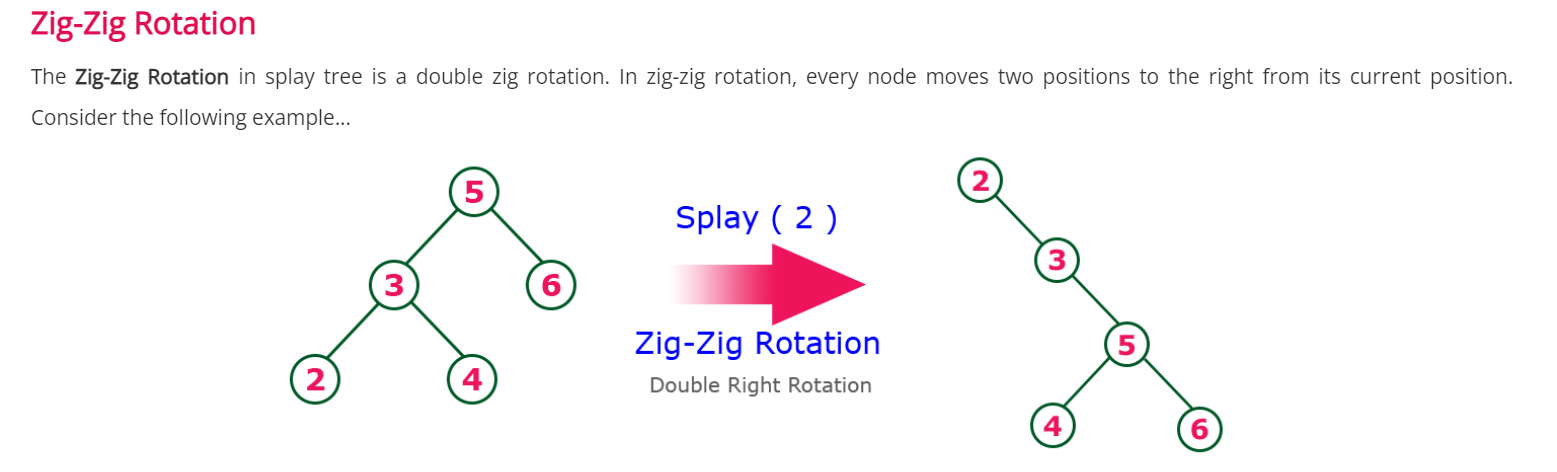 Zig-Zig Rotation
The Zig-Zig Rotation in splay tree is a double zig rotation. In zig-zig rotation, every node moves two positions to the right from its current position.
Consider the following example...
5
3
6
2
4
Splay ( 2 )
Zig-Zig Rotation
Double Right Rotation
2
3
5
4
6